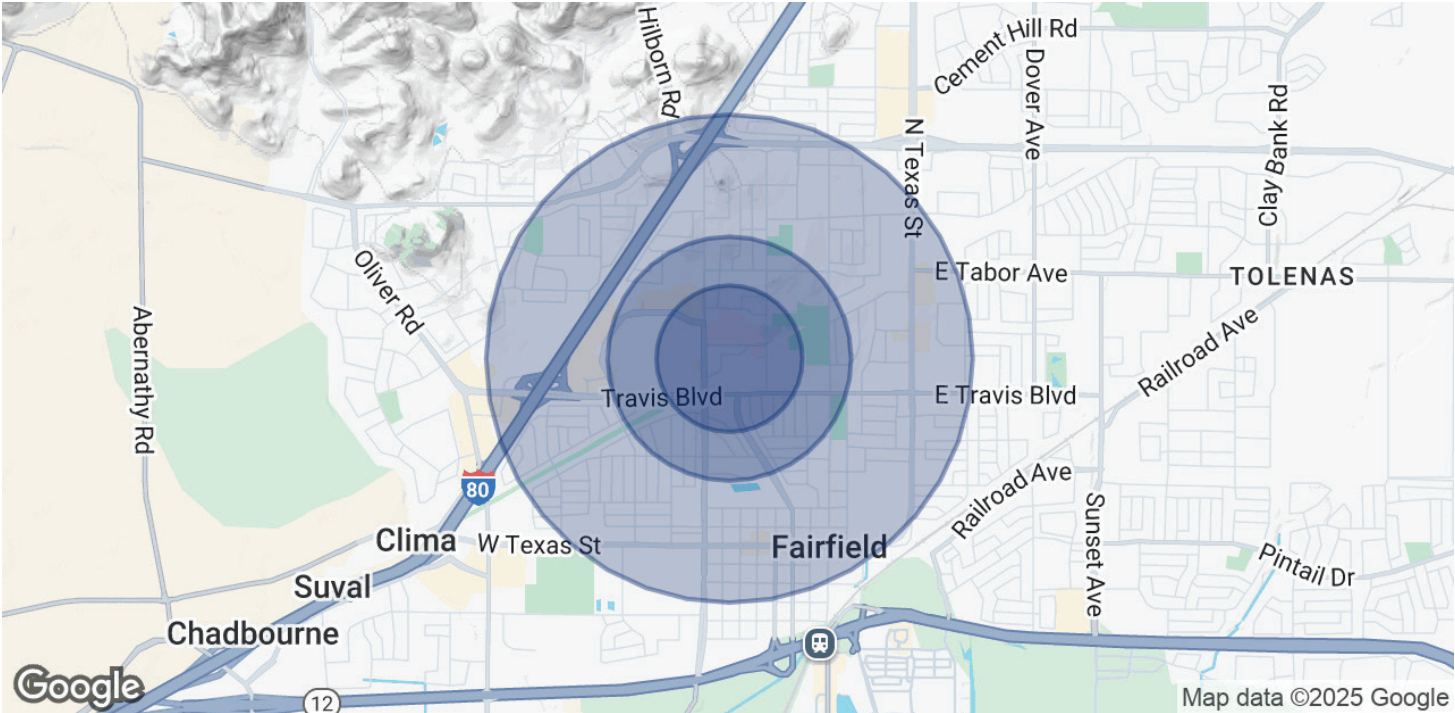 Hilborn Rd
Cement Hill Rd
Dover Ave
Clay Bank Rd
N Texas St
Oliver Rd
E Tabor Ave
TOLENAS
Abernathy Rd
Railroad Ave
Travis Blvd
E Travis Blvd
80
Railroad Ave
Sunset Ave
Clima
W Texas St
Fairfield
Pintail Dr
Suval
Chadbourne
Google
12
Map data ©2025 Google